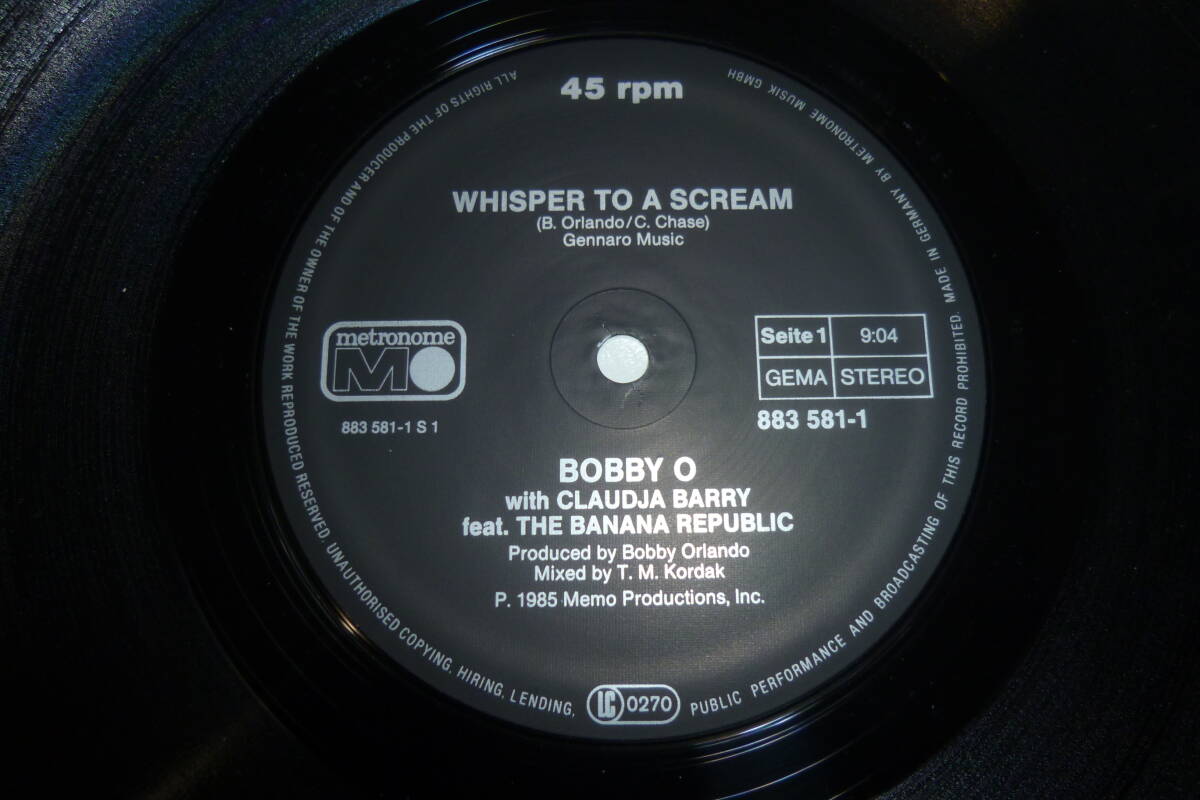 45 rpm
WHISPER TO A SCREAM
(B. Orlando/C. Chase)
Gennaro Music
metronome
M
883 581-1 S 1
Seite 1 9:04
GEMA STEREO
883 581-1
BOBBY O
with CLAUDJA BARRY
feat. THE BANANA REPUBLIC
Produced by Bobby Orlando
Mixed by T. M. Kordak
P. 1985 Memo Productions, Inc.
ALL RIGHTS OF THE PRODUCER AND OF THE OWNER OF THE WORK REPRODUCED RESERVED. UNAUTHORISED COPYING, HIRING, LENDING, PUBLIC PERFORMANCE AND BROADCASTING OF THIS RECORD PROHIBITED. MADE IN GERMANY BY METRONOME MUSIK GMBH
LC 0270